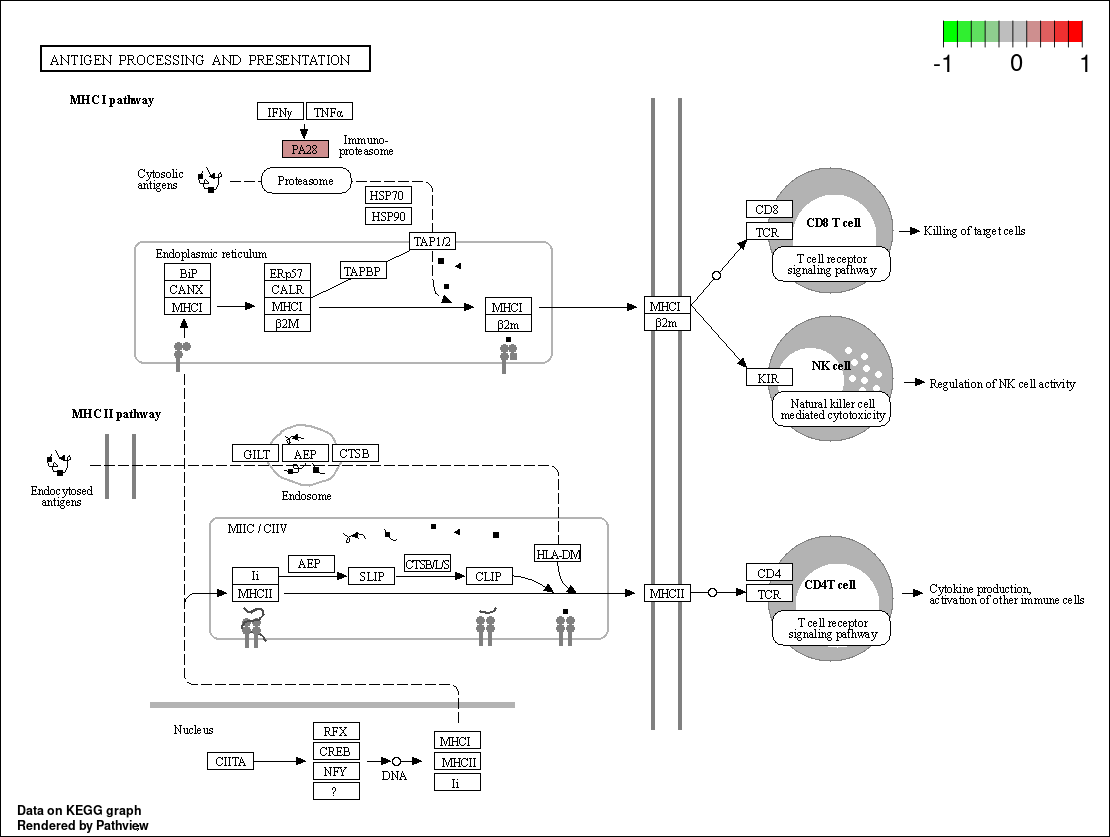 -1 0 1
ANTIGEN PROCESSING AND PRESENTATION
MHC I pathway
IFNγ TNFα
PA28
Immuno-
proteasome
Cytosolic
antigens
Proteasome
HSP70
HSP90
TAP1/2
Endoplasmic reticulum
TAPBP
BiP
CANX
MHCI
ERp57
CALR
MHCI
β2M
MHCI
β2m
MHCI
β2m
CD8
TCR
CD8 T cell
T cell receptor
signaling pathway
Killing of target cells
KIR
NK cell
Natural killer cell
mediated cytotoxicity
Regulation of NK cell activity
MHC II pathway
Endocytosed
antigens
GILT AEP CTSB
Endosome
MIIC / CIIV
HLA-DM
Ii
MHCII
AEP
SLIP
CTSB/L/S
CLIP
MHCII
CD4
TCR
CD4T cell
T cell receptor
signaling pathway
Cytokine production,
activation of other immune cells
Nucleus
CIITA
RFX
CREB
NFY
?
DNA
MHCI
MHCII
Ii
Data on KEGG graph
Rendered by Pathview